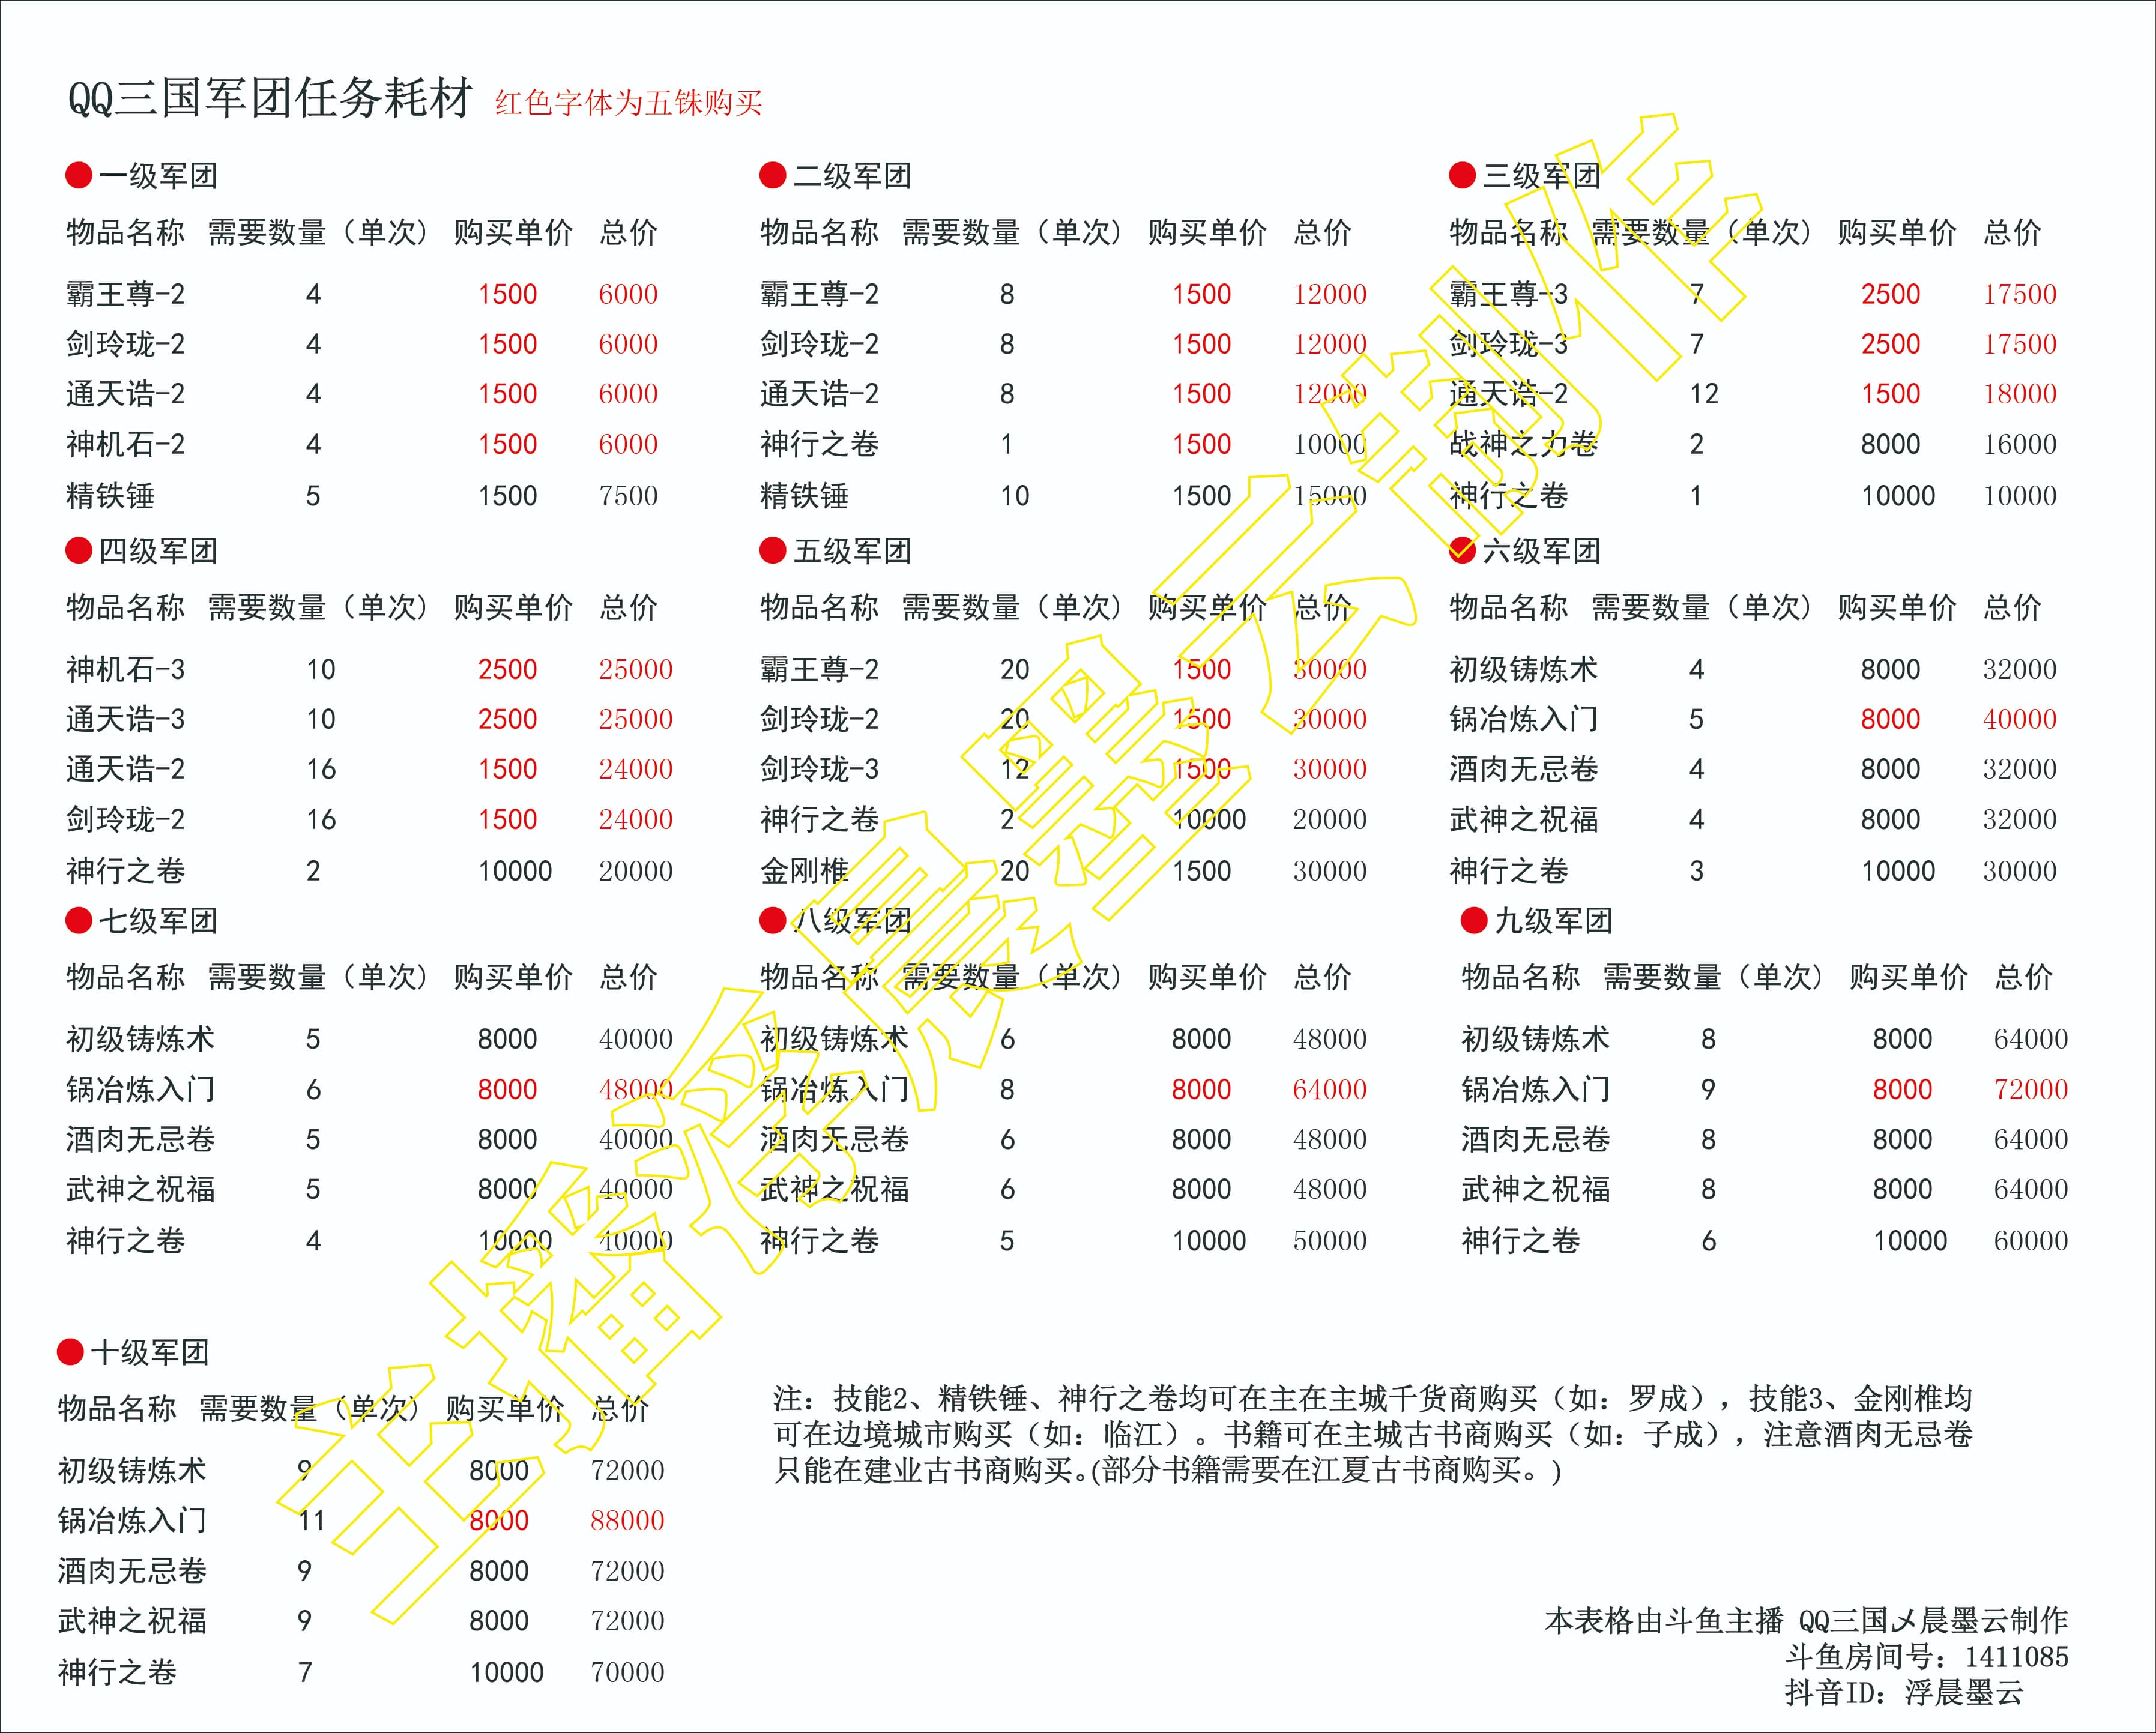 QQ三国军团任务耗材 红色字体为五铢购买
一级军团
物品名称 需要数量（单次） 购买单价 总价
霸王尊-2 4 1500 6000
剑玲珑-2 4 1500 6000
通天诰-2 4 1500 6000
神机石-2 4 1500 6000
精铁锤 5 1500 7500
二级军团
物品名称 需要数量（单次） 购买单价 总价
霸王尊-2 8 1500 12000
剑玲珑-2 8 1500 12000
通天诰-2 8 1500 12000
神行之卷 1 1500 10000
精铁锤 10 1500 15000
三级军团
物品名称 需要数量（单次） 购买单价 总价
霸王尊-3 7 2500 17500
剑玲珑-3 7 2500 17500
通天诰-2 12 1500 18000
战神之力卷 2 8000 16000
神行之卷 1 10000 10000
四级军团
物品名称 需要数量（单次） 购买单价 总价
神机石-3 10 2500 25000
通天诰-3 10 2500 25000
通天诰-2 16 1500 24000
剑玲珑-2 16 1500 24000
神行之卷 2 10000 20000
五级军团
物品名称 需要数量（单次） 购买单价 总价
霸王尊-2 20 1500 30000
剑玲珑-2 20 1500 30000
剑玲珑-3 12 1500 30000
神行之卷 2 10000 20000
金刚椎 20 1500 30000
六级军团
物品名称 需要数量（单次） 购买单价 总价
初级铸炼术 4 8000 32000
锅冶炼入门 5 8000 40000
酒肉无忌卷 4 8000 32000
武神之祝福 4 8000 32000
神行之卷 3 10000 30000
七级军团
物品名称 需要数量（单次） 购买单价 总价
初级铸炼术 5 8000 40000
锅冶炼入门 6 8000 48000
酒肉无忌卷 5 8000 40000
武神之祝福 5 8000 40000
神行之卷 4 10000 40000
八级军团
物品名称 需要数量（单次） 购买单价 总价
初级铸炼术 6 8000 48000
锅冶炼入门 8 8000 64000
酒肉无忌卷 6 8000 48000
武神之祝福 6 8000 48000
神行之卷 5 10000 50000
九级军团
物品名称 需要数量（单次） 购买单价 总价
初级铸炼术 8 8000 64000
锅冶炼入门 9 8000 72000
酒肉无忌卷 8 8000 64000
武神之祝福 8 8000 64000
神行之卷 6 10000 60000
十级军团
物品名称 需要数量（单次） 购买单价 总价
初级铸炼术 9 8000 72000
锅冶炼入门 11 8000 88000
酒肉无忌卷 9 8000 72000
武神之祝福 9 8000 72000
神行之卷 7 10000 70000
注：技能2、精铁锤、神行之卷均可在主在主城千货商购买（如：罗成），技能3、金刚椎均
可在边境城市购买（如：临江）。书籍可在主城古书商购买（如：子成），注意酒肉无忌卷
只能在建业古书商购买。(部分书籍需要在江夏古书商购买。)
本表格由斗鱼主播 QQ三国乄晨墨云制作
斗鱼房间号：1411085
抖音ID：浮晨墨云
主播浮晨墨云制作